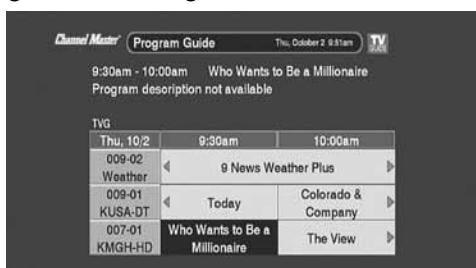 Channel Master Program Guide Thu, October 2 9:51am TV
9:30am - 10:00am Who Wants to Be a Millionaire
Program description not available
TVG
Thu, 10/2 9:30am 10:00am
009-02 Weather 9 News Weather Plus
009-01 KUSA-DT Today Colorado & Company
007-01 KMGH-HD Who Wants to Be a Millionaire The View